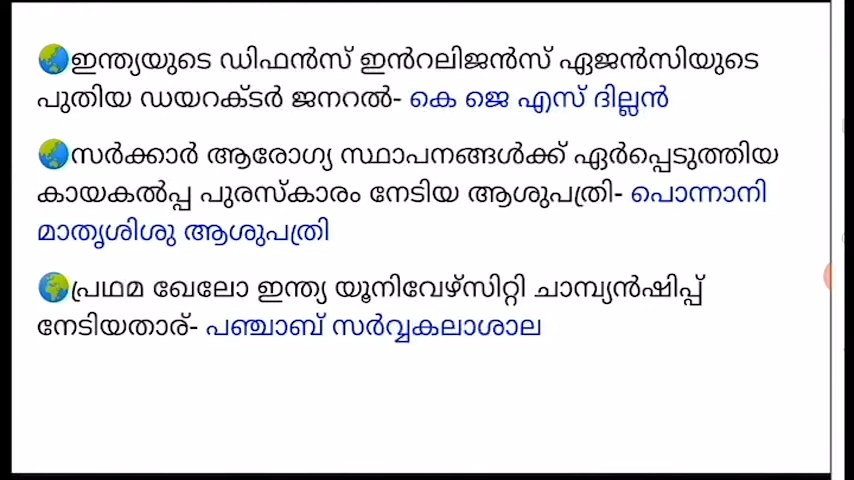 🌏ഇന്ത്യയുടെ ഡിഫൻസ് ഇൻറലിജൻസ് ഏജൻസിയുടെ
പുതിയ ഡയറക്ടർ ജനറൽ- കെ ജെ എസ് ദില്ലൻ
🌏സർക്കാർ ആരോഗ്യ സ്ഥാപനങ്ങൾക്ക് ഏർപ്പെടുത്തിയ
കായകൽപ്പ പുരസ്കാരം നേടിയ ആശുപത്രി- പൊന്നാനി
മാതൃശിശു ആശുപത്രി
🌍പ്രഥമ ഖേലോ ഇന്ത്യ യൂനിവേഴ്സിറ്റി ചാമ്പ്യൻഷിപ്പ്
നേടിയതാര്- പഞ്ചാബ് സർവ്വകലാശാല